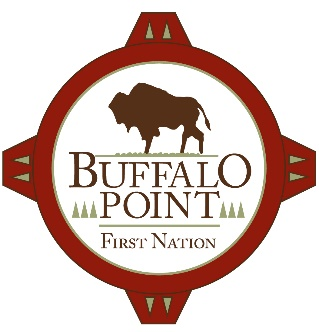 BUFFALO
POINT
FIRST NATION